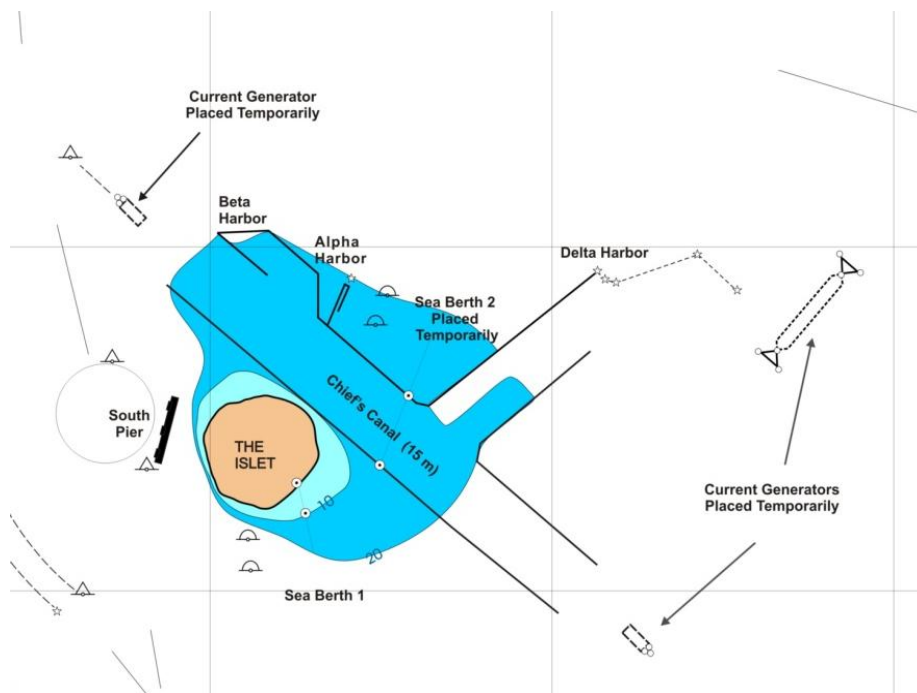 Current Generator
Placed Temporarily
Beta
Harbor
Alpha
Harbor
Delta Harbor
Sea Berth 2
Placed
Temporarily
Chief's Canal (15 m)
South
Pier
THE
ISLET
10
20
Current Generators
Placed Temporarily
Sea Berth 1